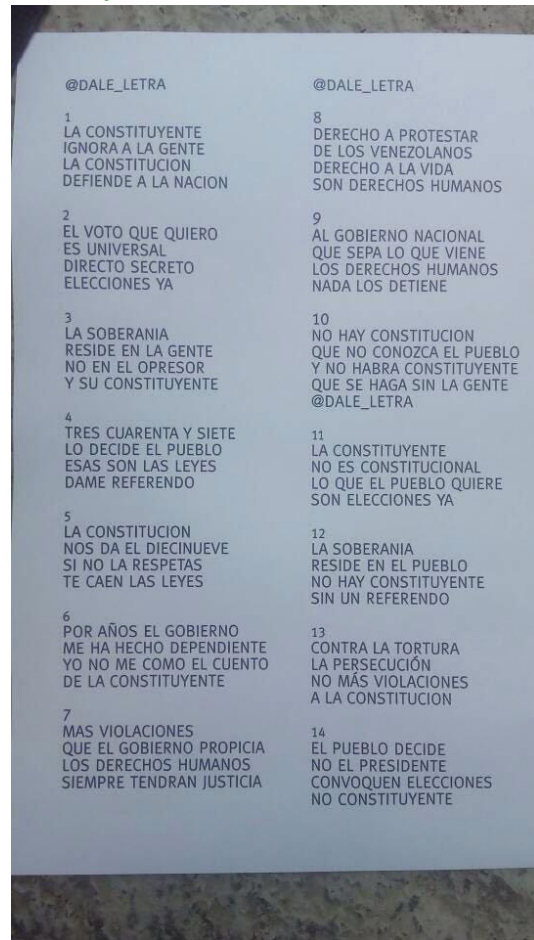 @DALE_LETRA
1
LA CONSTITUYENTE
IGNORA A LA GENTE
LA CONSTITUCION
DEFIENDE A LA NACION
2
EL VOTO QUE QUIERO
ES UNIVERSAL
DIRECTO SECRETO
ELECCIONES YA
3
LA SOBERANIA
RESIDE EN LA GENTE
NO EN EL OPRESOR
Y SU CONSTITUYENTE
4
TRES CUARENTA Y SIETE
LO DECIDE EL PUEBLO
ESAS SON LAS LEYES
DAME REFERENDO
5
LA CONSTITUCION
NOS DA EL DIECINUEVE
SI NO LA RESPETAS
TE CAEN LAS LEYES
6
POR AÑOS EL GOBIERNO
ME HA HECHO DEPENDIENTE
YO NO ME COMO EL CUENTO
DE LA CONSTITUYENTE
7
MAS VIOLACIONES
QUE EL GOBIERNO PROPICIA
LOS DERECHOS HUMANOS
SIEMPRE TENDRAN JUSTICIA
@DALE_LETRA
8
DERECHO A PROTESTAR
DE LOS VENEZOLANOS
DERECHO A LA VIDA
SON DERECHOS HUMANOS
9
AL GOBIERNO NACIONAL
QUE SEPA LO QUE VIENE
LOS DERECHOS HUMANOS
NADA LOS DETIENE
10
NO HAY CONSTITUCION
QUE NO CONOZCA EL PUEBLO
Y NO HABRA CONSTITUYENTE
QUE SE HAGA SIN LA GENTE
@DALE_LETRA
11
LA CONSTITUYENTE
NO ES CONSTITUCIONAL
LO QUE EL PUEBLO QUIERE
SON ELECCIONES YA
12
LA SOBERANIA
RESIDE EN EL PUEBLO
NO HAY CONSTITUYENTE
SIN UN REFERENDO
13
CONTRA LA TORTURA
LA PERSECUCIÓN
NO MÁS VIOLACIONES
A LA CONSTITUCION
14
EL PUEBLO DECIDE
NO EL PRESIDENTE
CONVOQUEN ELECCIONES
NO CONSTITUYENTE